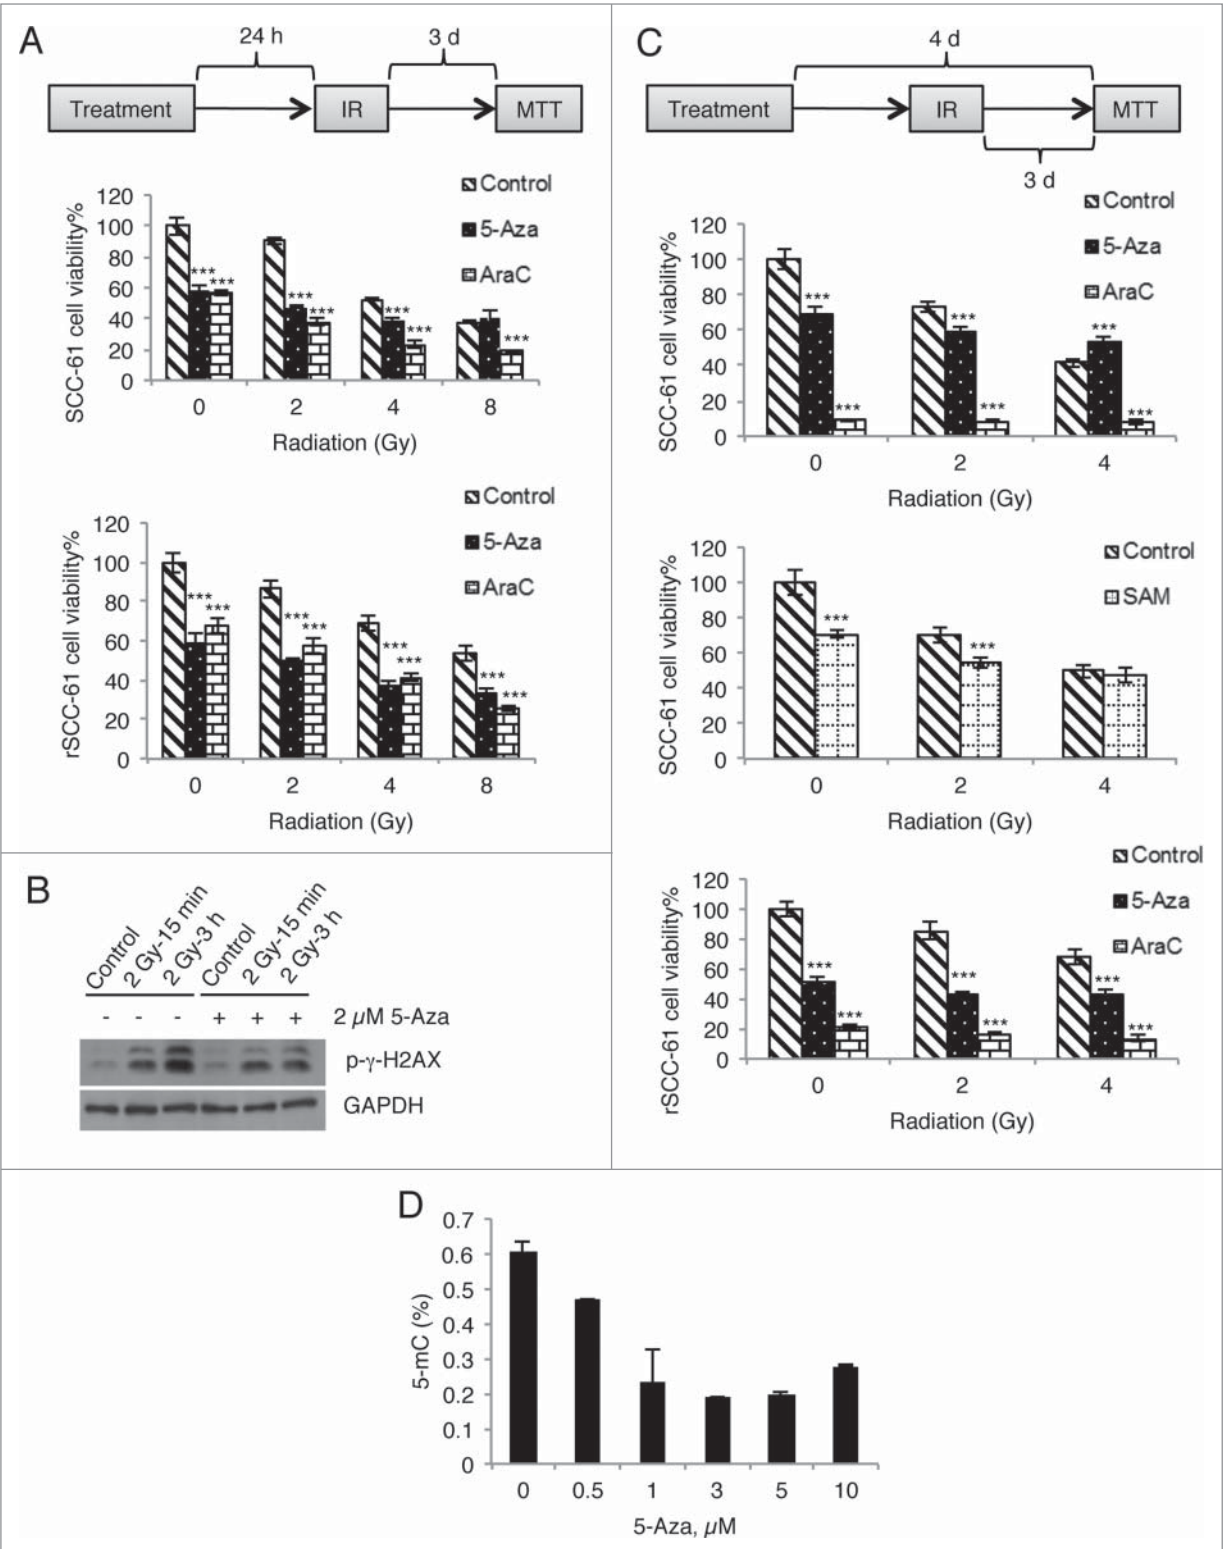 A
24 h
3 d
Treatment
IR
MTT
SCC-61 cell viability%
120
100
80
60
40
20
0
Control
5-Aza
AraC
***
***
***
***
***
***
***
0
2
4
8
Radiation (Gy)
rSCC-61 cell viability%
120
100
80
60
40
20
0
Control
5-Aza
AraC
***
***
***
***
***
***
***
***
0
2
4
8
Radiation (Gy)
B
Control
2 Gy-15 min
2 Gy-3 h
Control
2 Gy-15 min
2 Gy-3 h
- - - + + + 2 µM 5-Aza
p-γ-H2AX
GAPDH
C
4 d
Treatment
IR
MTT
3 d
SCC-61 cell viability%
120
100
80
60
40
20
0
Control
5-Aza
AraC
***
***
***
***
***
***
0
2
4
Radiation (Gy)
SCC-61 cell viability%
120
100
80
60
40
20
0
Control
SAM
***
***
0
2
4
Radiation (Gy)
rSCC-61 cell viability%
120
100
80
60
40
20
0
Control
5-Aza
AraC
***
***
***
***
***
***
0
2
4
Radiation (Gy)
D
5-mC (%)
0.7
0.6
0.5
0.4
0.3
0.2
0.1
0
0
0.5
1
3
5
10
5-Aza, µM